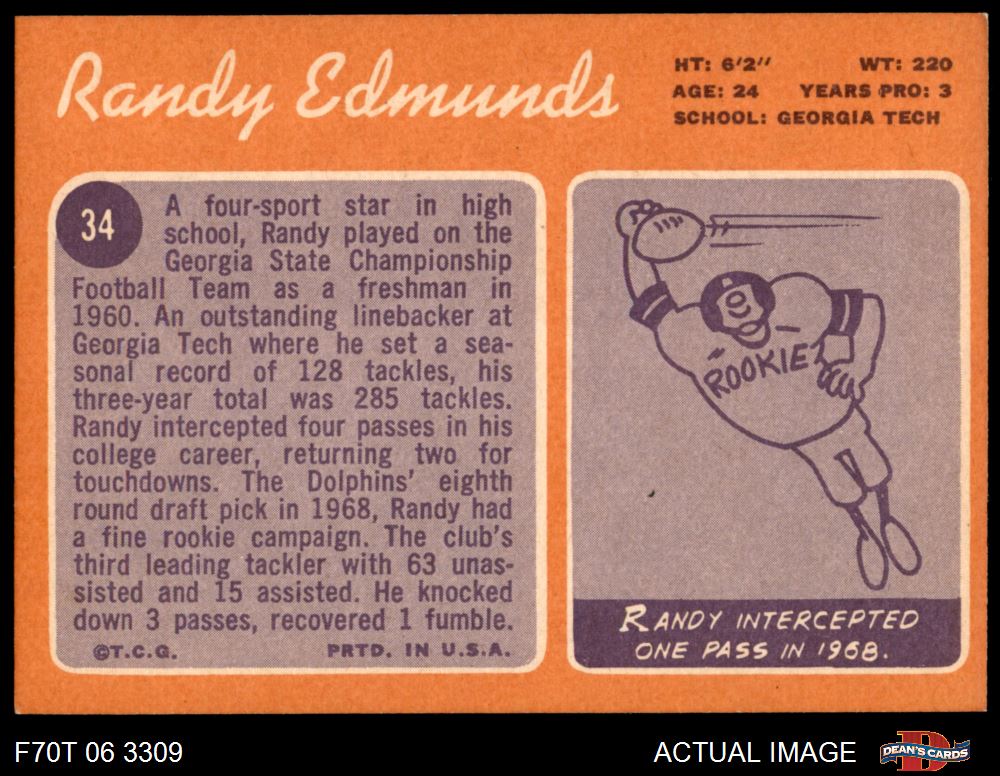 Randy Edmunds
HT: 6'2" WT: 220
AGE: 24 YEARS PRO: 3
SCHOOL: GEORGIA TECH
34
A four-sport star in high
school, Randy played on the
Georgia State Championship
Football Team as a freshman in
1960. An outstanding linebacker at
Georgia Tech where he set a sea-
sonal record of 128 tackles, his
three-year total was 285 tackles.
Randy intercepted four passes in his
college career, returning two for
touchdowns. The Dolphins' eighth
round draft pick in 1968, Randy had
a fine rookie campaign. The club's
third leading tackler with 63 unas-
sisted and 15 assisted. He knocked
down 3 passes, recovered 1 fumble.
©T.C.G. PRTD. IN U.S.A.
ROOKIE
RANDY INTERCEPTED
ONE PASS IN 1968.
F70T 06 3309
ACTUAL IMAGE
D
DEAN'S CARDS